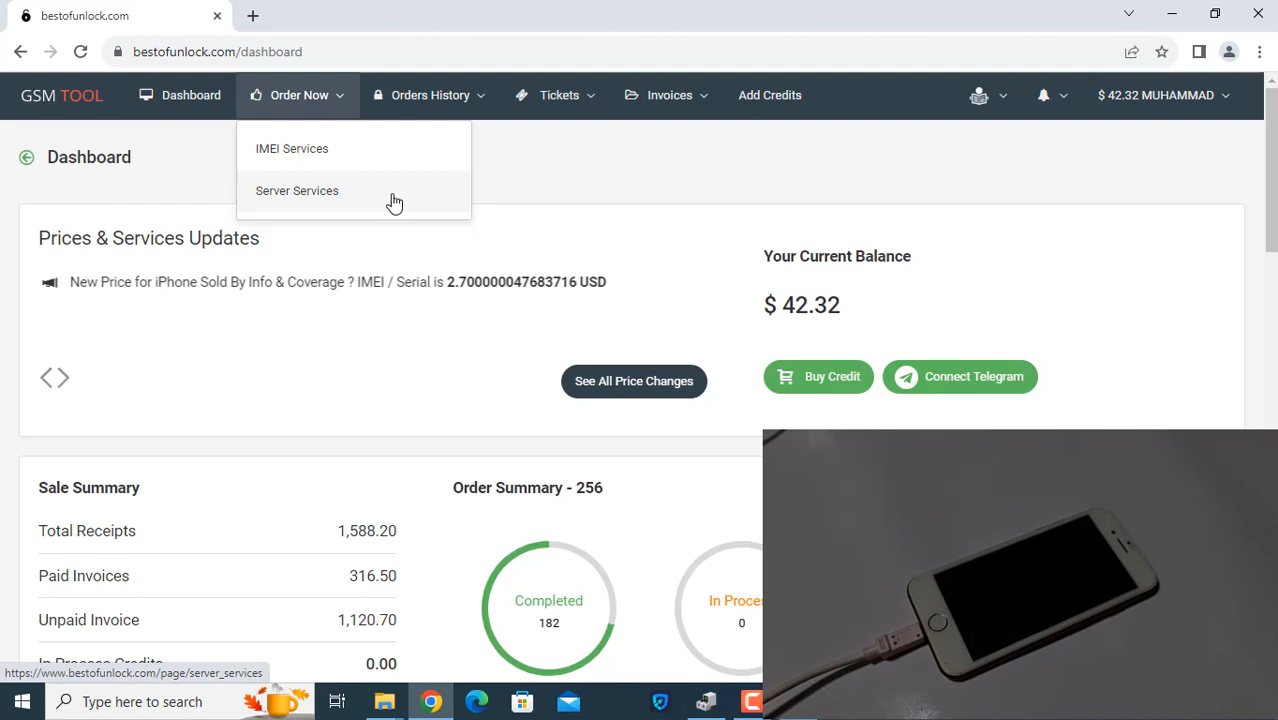 bestofunlock.com
bestofunlock.com/dashboard
GSM TOOL
Dashboard
Order Now
Orders History
Tickets
Invoices
Add Credits
$ 42.32 MUHAMMAD
IMEI Services
Server Services
Dashboard
Prices & Services Updates
New Price for iPhone Sold By Info & Coverage ? IMEI / Serial is 2.700000047683716 USD
See All Price Changes
Your Current Balance
$ 42.32
Buy Credit
Connect Telegram
Sale Summary
Total Receipts 1,588.20
Paid Invoices 316.50
Unpaid Invoice 1,120.70
In Process Credits 0.00
Order Summary - 256
Completed
182
In Proce
0
https://www.bestofunlock.com/page/server_services
Type here to search